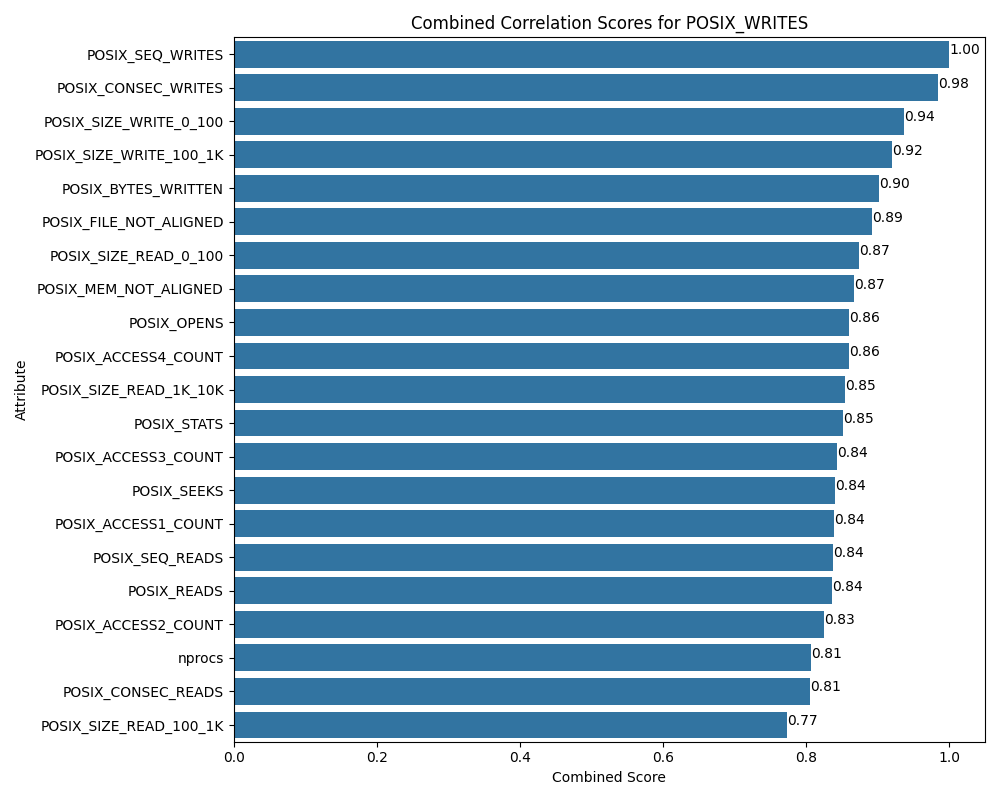 Combined Correlation Scores for POSIX_WRITES
Attribute
POSIX_SEQ_WRITES 1.00
POSIX_CONSEC_WRITES 0.98
POSIX_SIZE_WRITE_0_100 0.94
POSIX_SIZE_WRITE_100_1K 0.92
POSIX_BYTES_WRITTEN 0.90
POSIX_FILE_NOT_ALIGNED 0.89
POSIX_SIZE_READ_0_100 0.87
POSIX_MEM_NOT_ALIGNED 0.87
POSIX_OPENS 0.86
POSIX_ACCESS4_COUNT 0.86
POSIX_SIZE_READ_1K_10K 0.85
POSIX_STATS 0.85
POSIX_ACCESS3_COUNT 0.84
POSIX_SEEKS 0.84
POSIX_ACCESS1_COUNT 0.84
POSIX_SEQ_READS 0.84
POSIX_READS 0.84
POSIX_ACCESS2_COUNT 0.83
nprocs 0.81
POSIX_CONSEC_READS 0.81
POSIX_SIZE_READ_100_1K 0.77
0.0 0.2 0.4 0.6 0.8 1.0
Combined Score